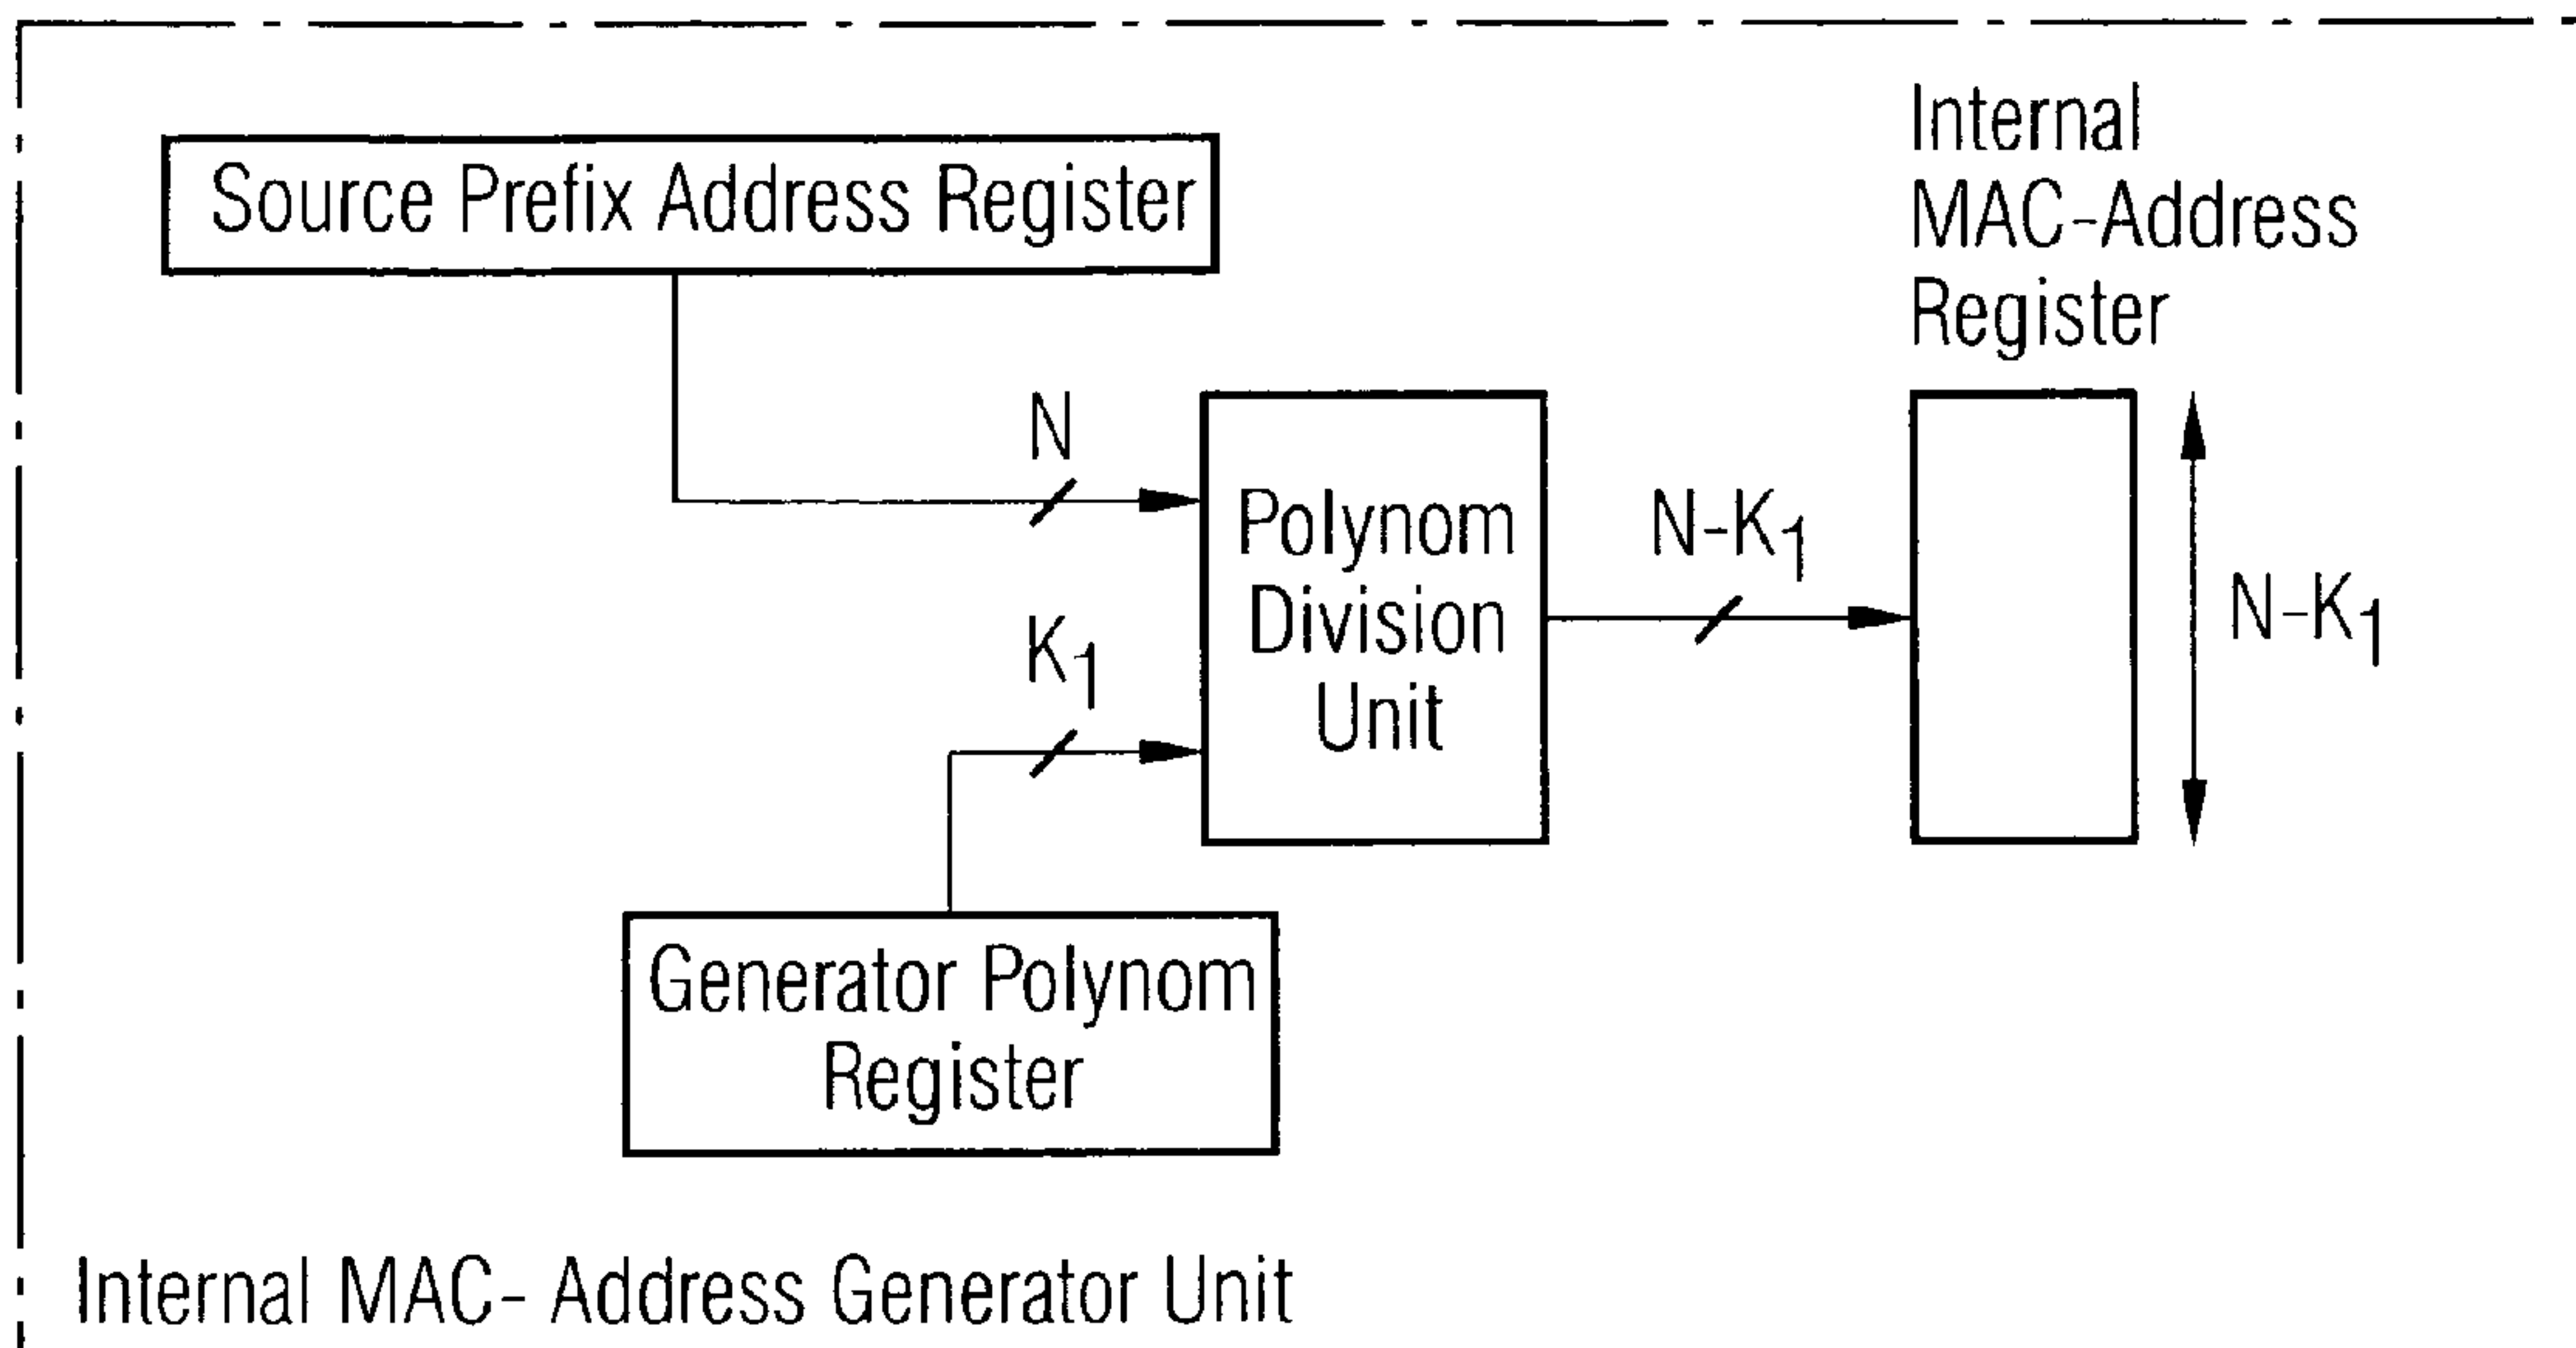 Source Prefix Address Register
Internal
MAC-Address
Register
N
K1
Polynom
Division
Unit
N-K1
N-K1
Generator Polynom
Register
Internal MAC- Address Generator Unit